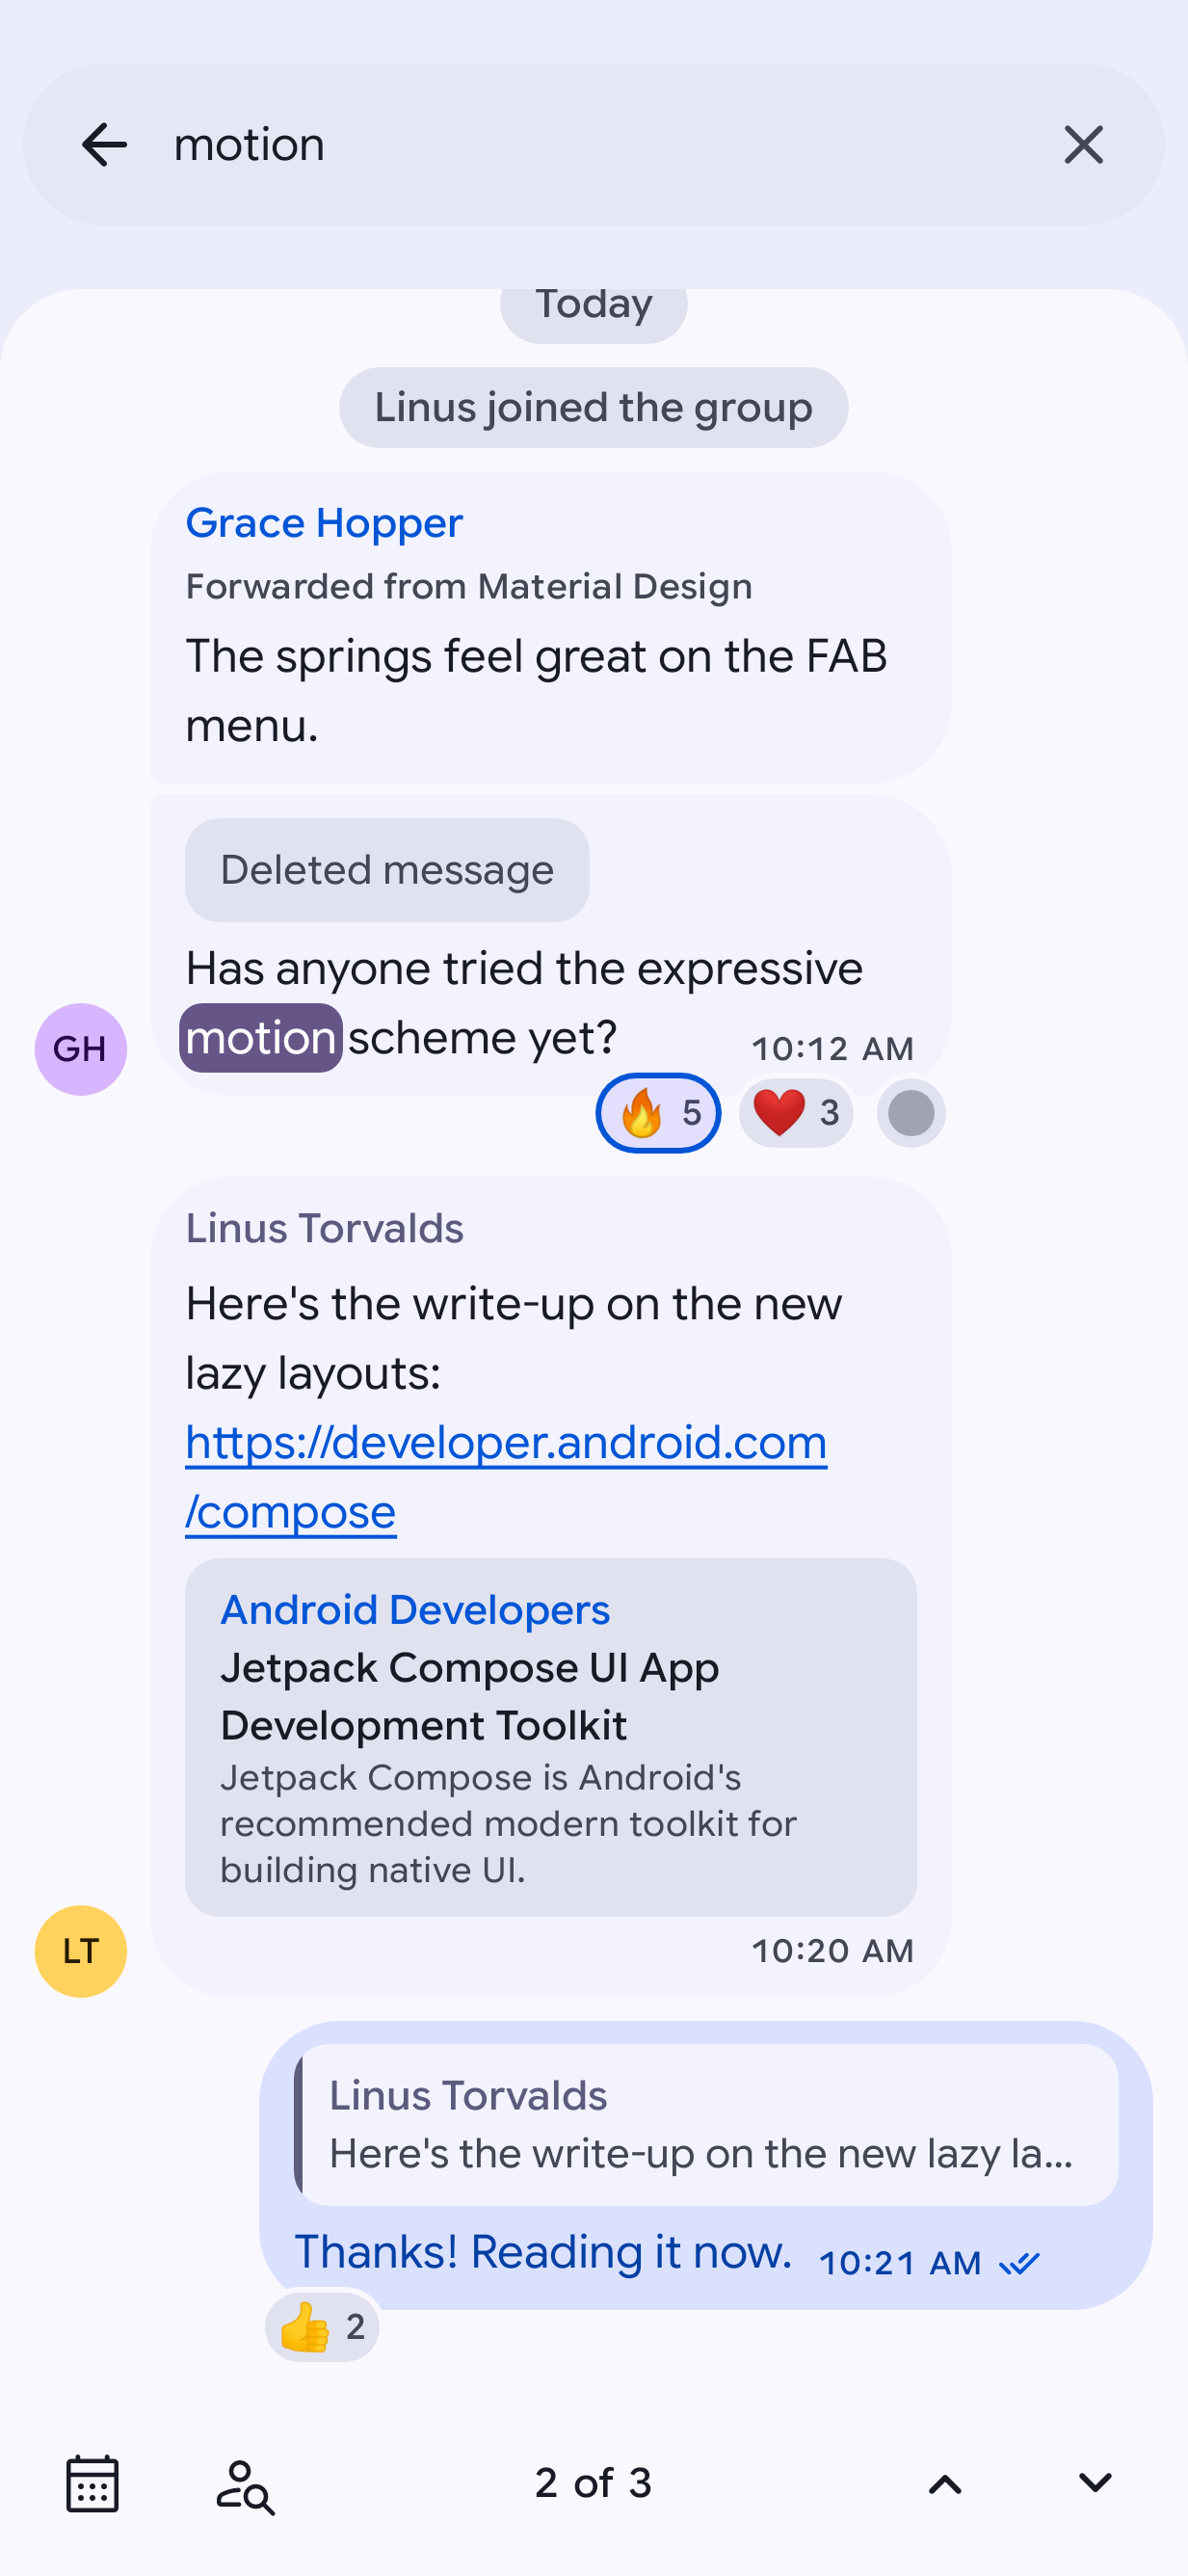 motion
Today
Linus joined the group
Grace Hopper
Forwarded from Material Design
The springs feel great on the FAB
menu.
Deleted message
Has anyone tried the expressive
motion scheme yet?
10:12 AM
GH
5
3
Linus Torvalds
Here's the write-up on the new
lazy layouts:
https://developer.android.com
/compose
Android Developers
Jetpack Compose UI App
Development Toolkit
Jetpack Compose is Android's
recommended modern toolkit for
building native UI.
LT
10:20 AM
Linus Torvalds
Here's the write-up on the new lazy la...
Thanks! Reading it now. 10:21 AM
2
2 of 3